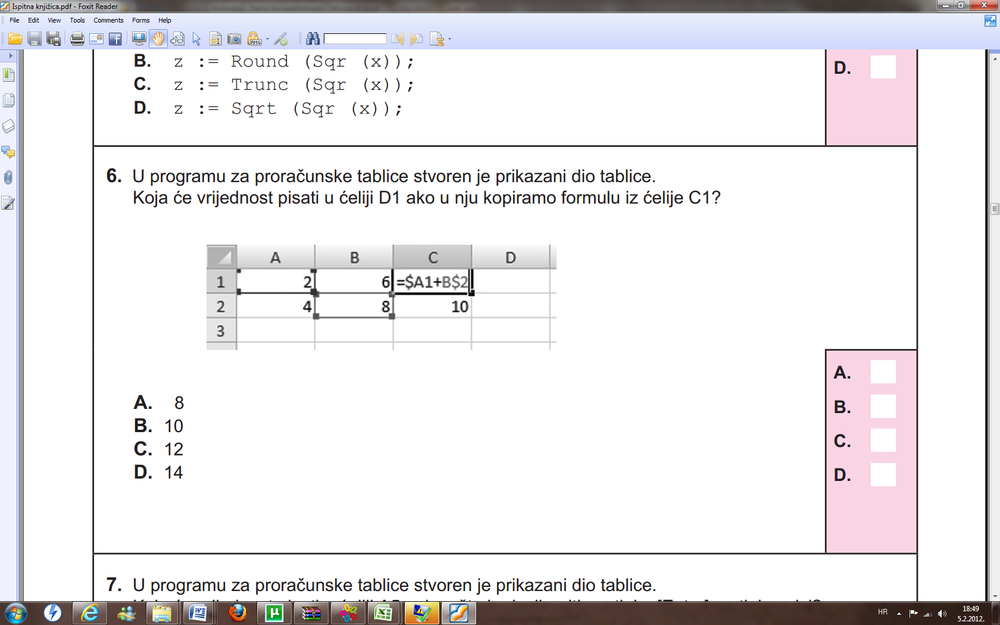 Ispitna knjižica.pdf - Foxit Reader
File Edit View Tools Comments Forms Help
B. z := Round (Sqr (x));
C. z := Trunc (Sqr (x));
D. z := Sqrt (Sqr (x));
D.
6. U programu za proračunske tablice stvoren je prikazani dio tablice.
Koja će vrijednost pisati u ćeliji D1 ako u nju kopiramo formulu iz ćelije C1?
A B C D
1 2 6 =$A1+B$2
2 4 8 10
3
A. 8
B. 10
C. 12
D. 14
A.
B.
C.
D.
7. U programu za proračunske tablice stvoren je prikazani dio tablice.
HR
18:49
5.2.2012.